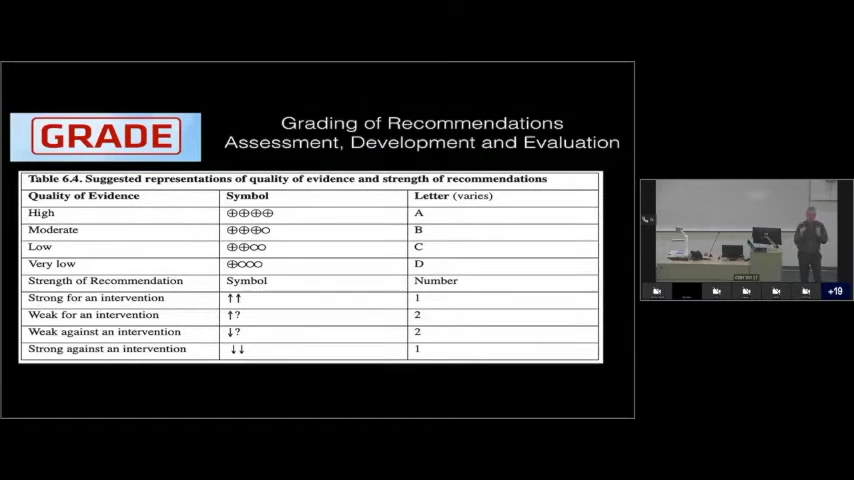 GRADE
Grading of Recommendations
Assessment, Development and Evaluation
Table 6.4. Suggested representations of quality of evidence and strength of recommendations
Quality of Evidence Symbol Letter (varies)
High ⊕⊕⊕⊕ A
Moderate ⊕⊕⊕○ B
Low ⊕⊕○○ C
Very low ⊕○○○ D
Strength of Recommendation Symbol Number
Strong for an intervention ↑↑ 1
Weak for an intervention ↑? 2
Weak against an intervention ↓? 2
Strong against an intervention ↓↓ 1
+19